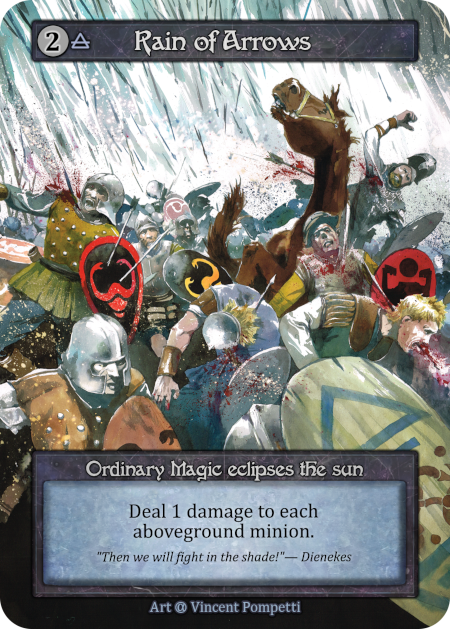 2
Rain of Arrows
Ordinary Magic eclipses the sun
Deal 1 damage to each
aboveground minion.
"Then we will fight in the shade!"— Dienekes
Art @ Vincent Pompetti